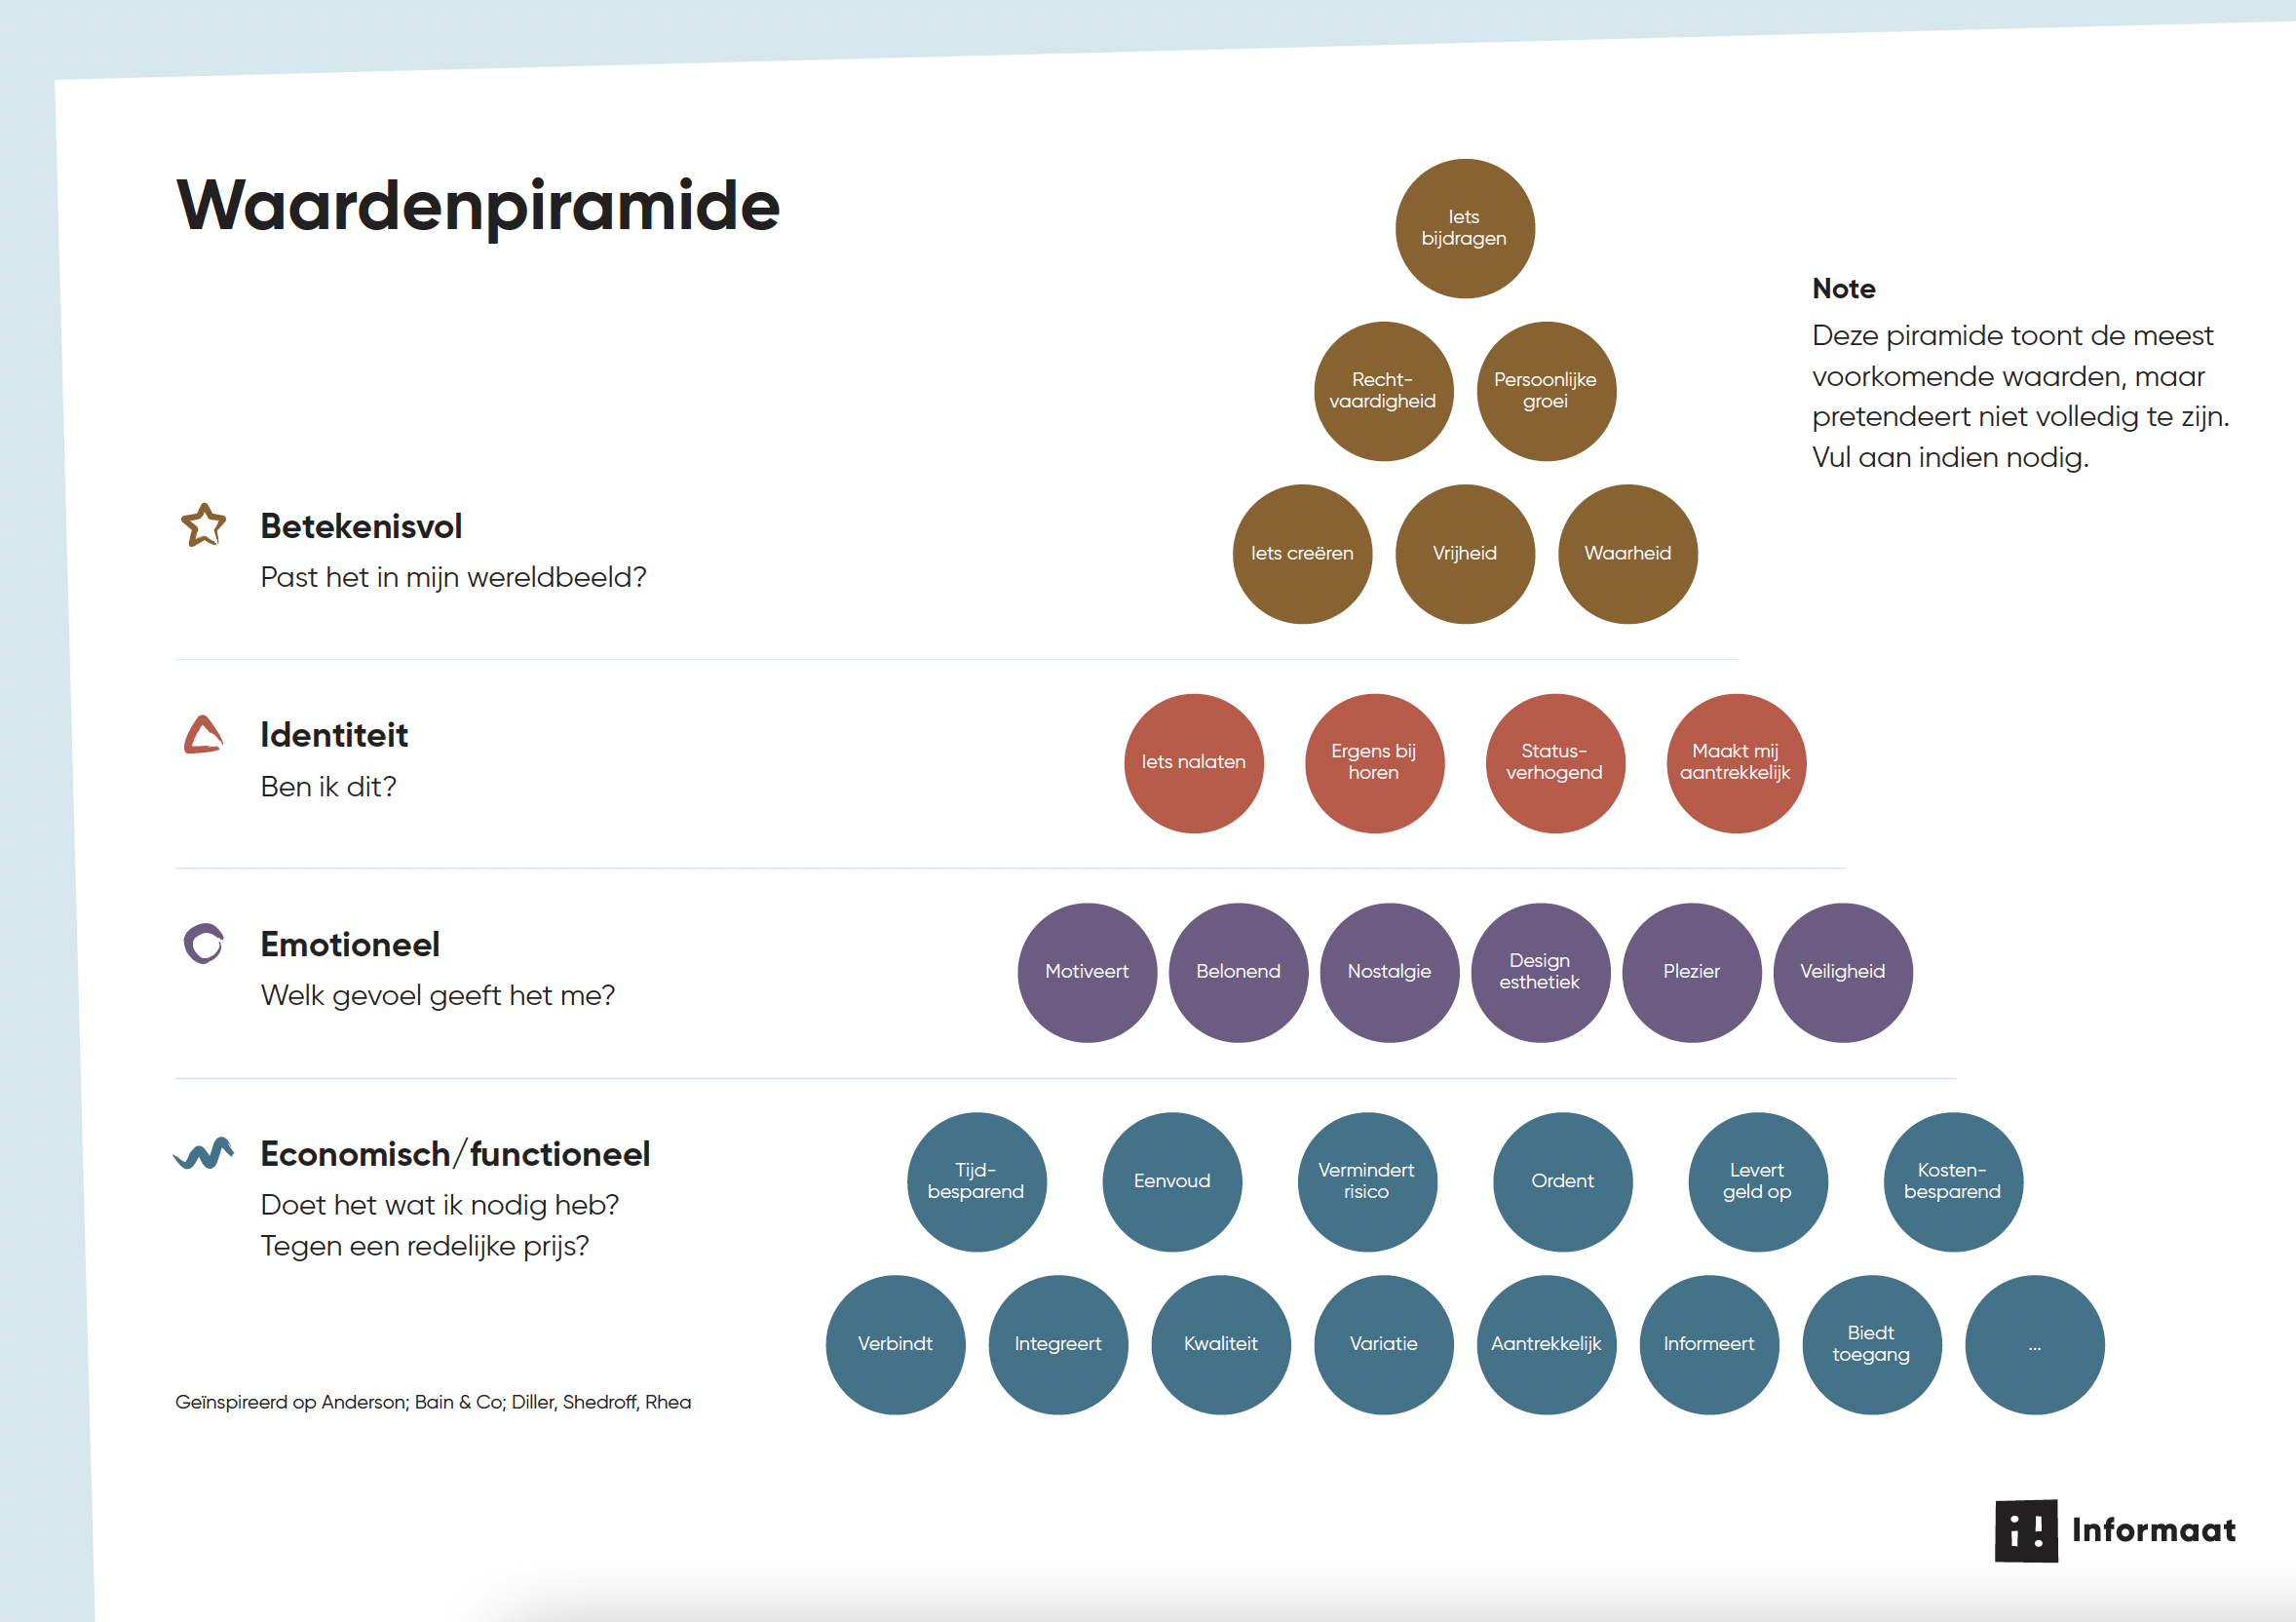 Waardenpiramide
Iets
bijdragen
Recht-
vaardigheid
Persoonlijke
groei
Note
Deze piramide toont de meest
voorkomende waarden, maar
pretendeert niet volledig te zijn.
Vul aan indien nodig.
Betekenisvol
Past het in mijn wereldbeeld?
Iets creëren
Vrijheid
Waarheid
Identiteit
Ben ik dit?
Iets nalaten
Ergens bij
horen
Status-
verhogend
Maakt mij
aantrekkelijk
Emotioneel
Welk gevoel geeft het me?
Motiveert
Belonend
Nostalgie
Design
esthetiek
Plezier
Veiligheid
Economisch/functioneel
Doet het wat ik nodig heb?
Tegen een redelijke prijs?
Tijd-
besparend
Eenvoud
Vermindert
risico
Ordent
Levert
geld op
Kosten-
besparend
Verbindt
Integreert
Kwaliteit
Variatie
Aantrekkelijk
Informeert
Biedt
toegang
...
Geïnspireerd op Anderson; Bain & Co; Diller, Shedroff, Rhea
i! Informaat